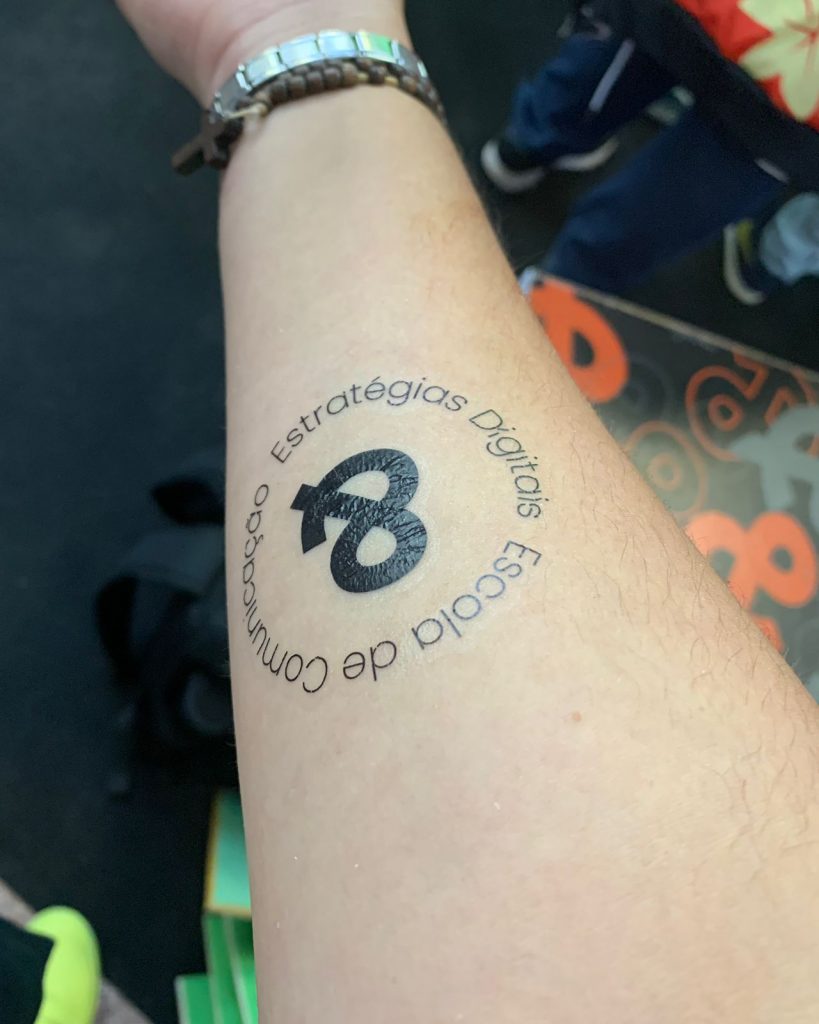 Estratégias Digitais
Escola de Comunicação
&